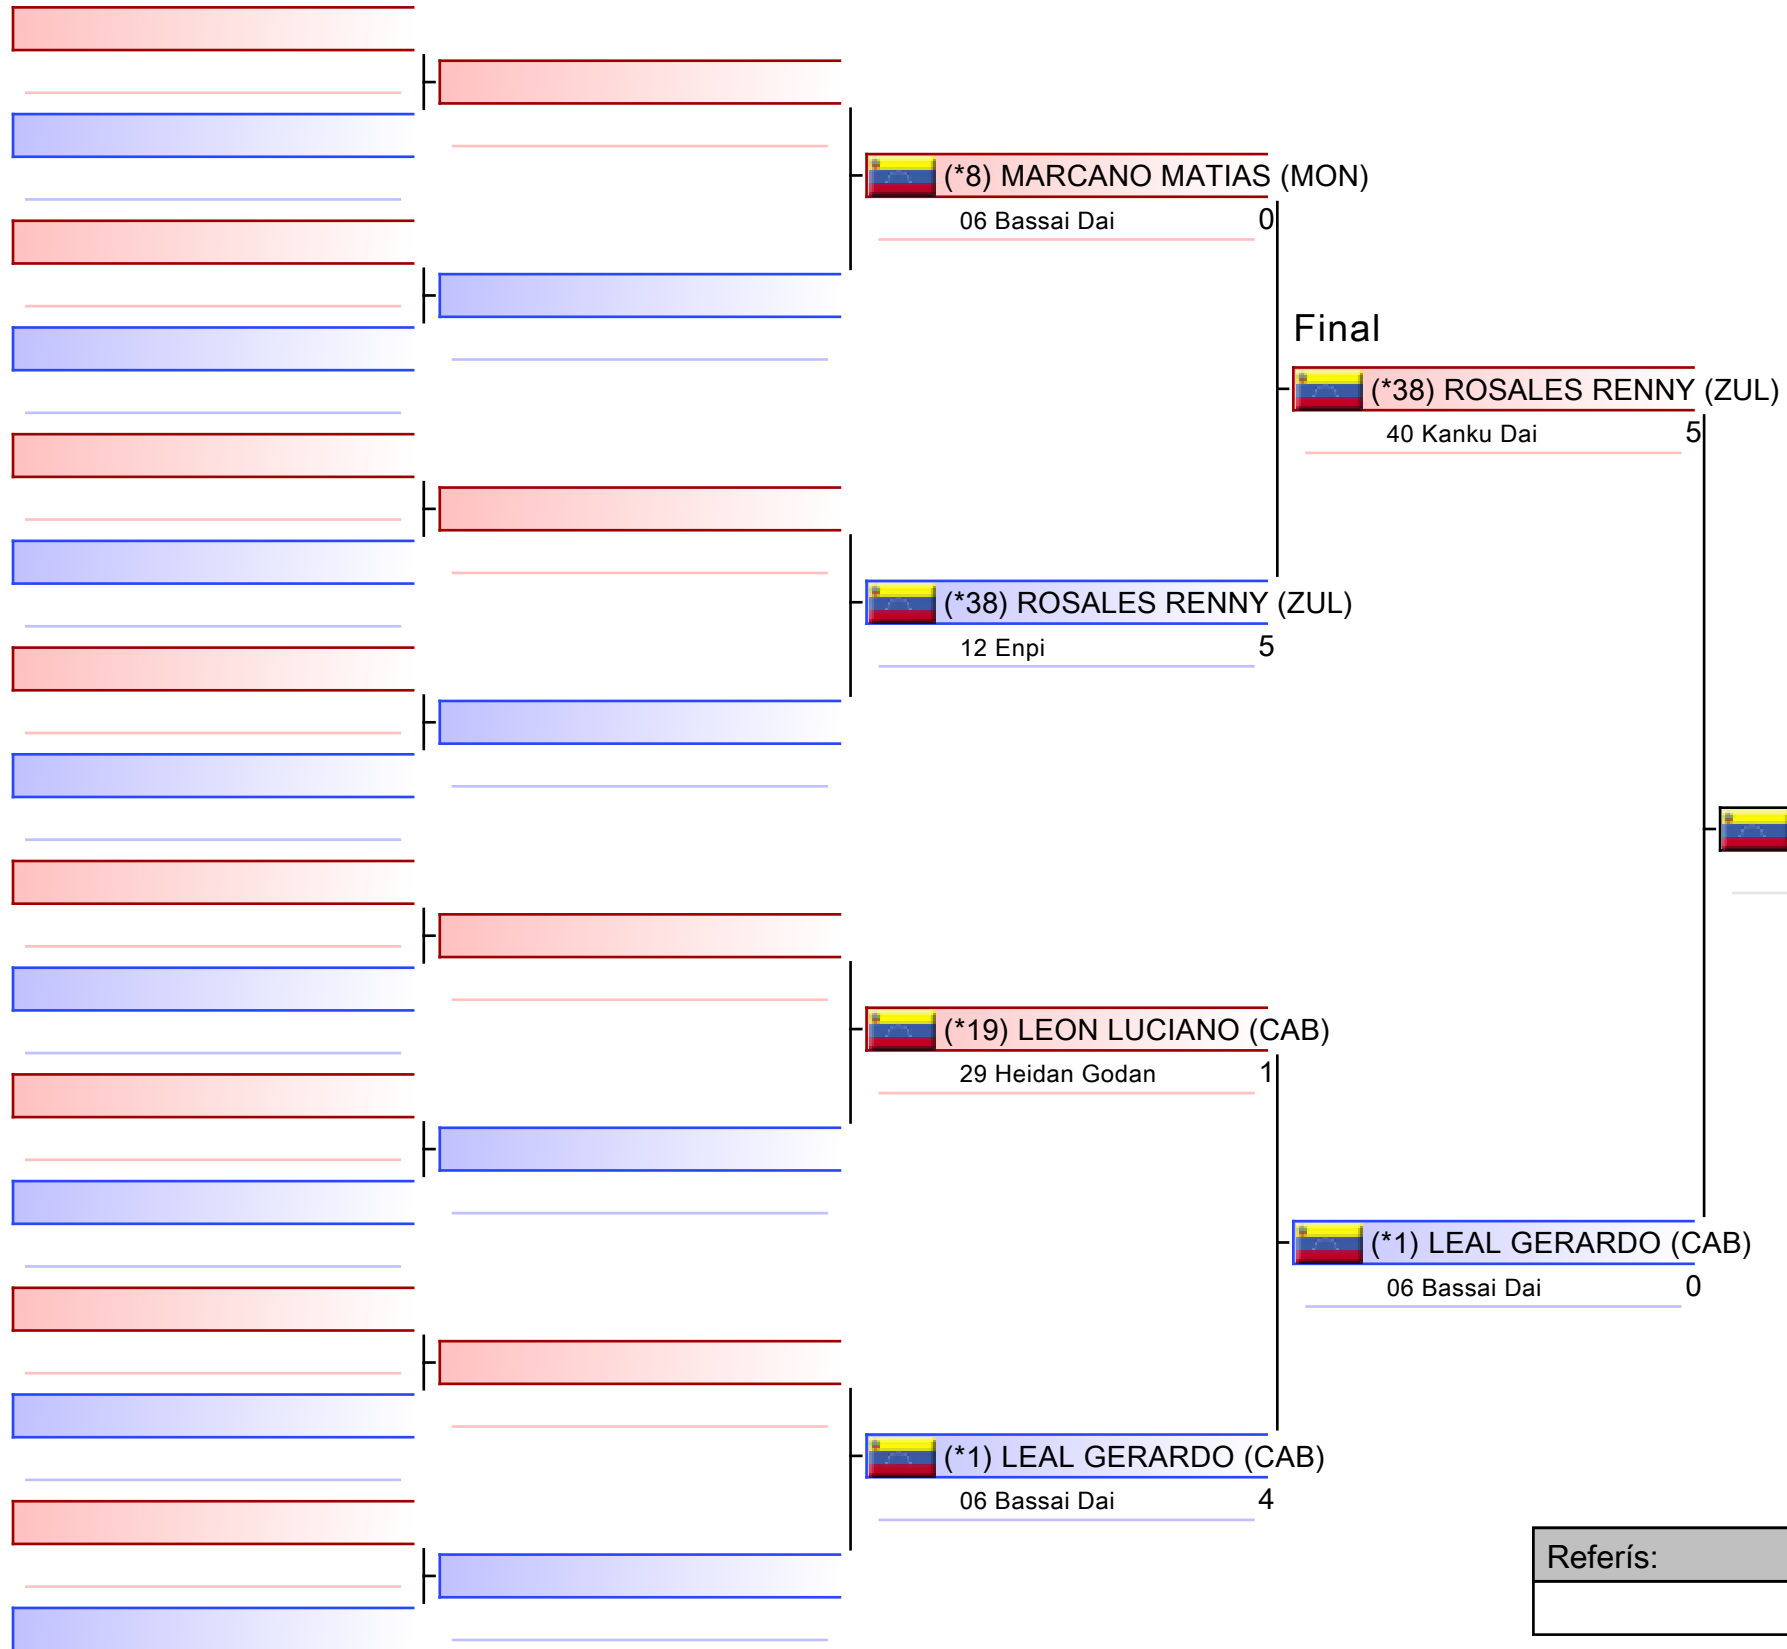 (*8) MARCANO MATIAS (MON)
06 Bassai Dai 0
Final
(*38) ROSALES RENNY (ZUL)
40 Kanku Dai 5
(*38) ROSALES RENNY (ZUL)
12 Enpi 5
(*19) LEON LUCIANO (CAB)
29 Heidan Godan 1
(*1) LEAL GERARDO (CAB)
06 Bassai Dai 0
(*1) LEAL GERARDO (CAB)
06 Bassai Dai 4
Referís: